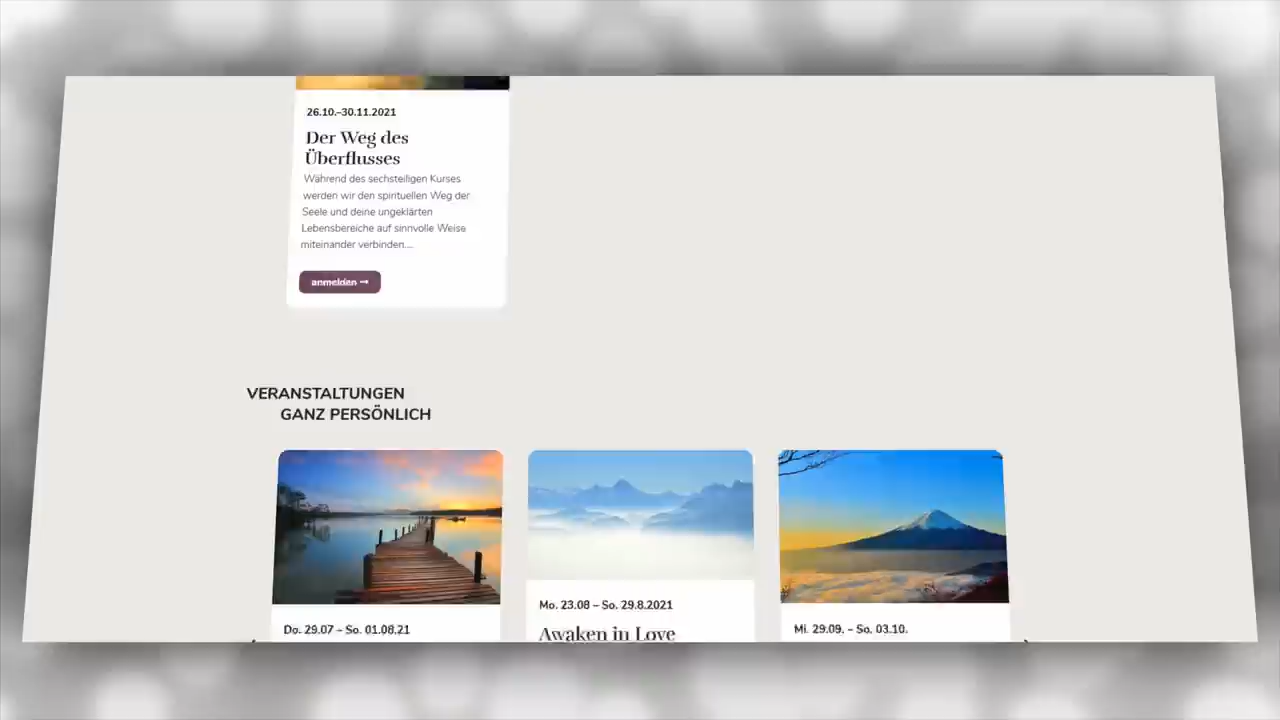 26.10.–30.11.2021
Der Weg des
Überflusses
Während des sechsteiligen Kurses
werden wir den spirituellen Weg der
Seele und deine ungeklärten
Lebensbereiche auf sinnvolle Weise
miteinander verbinden....
anmelden →
VERANSTALTUNGEN
GANZ PERSÖNLICH
Do. 29.07 – So. 01.08.21
Mo. 23.08 – So. 29.8.2021
Awaken in Love
Mi. 29.09. – So. 03.10.